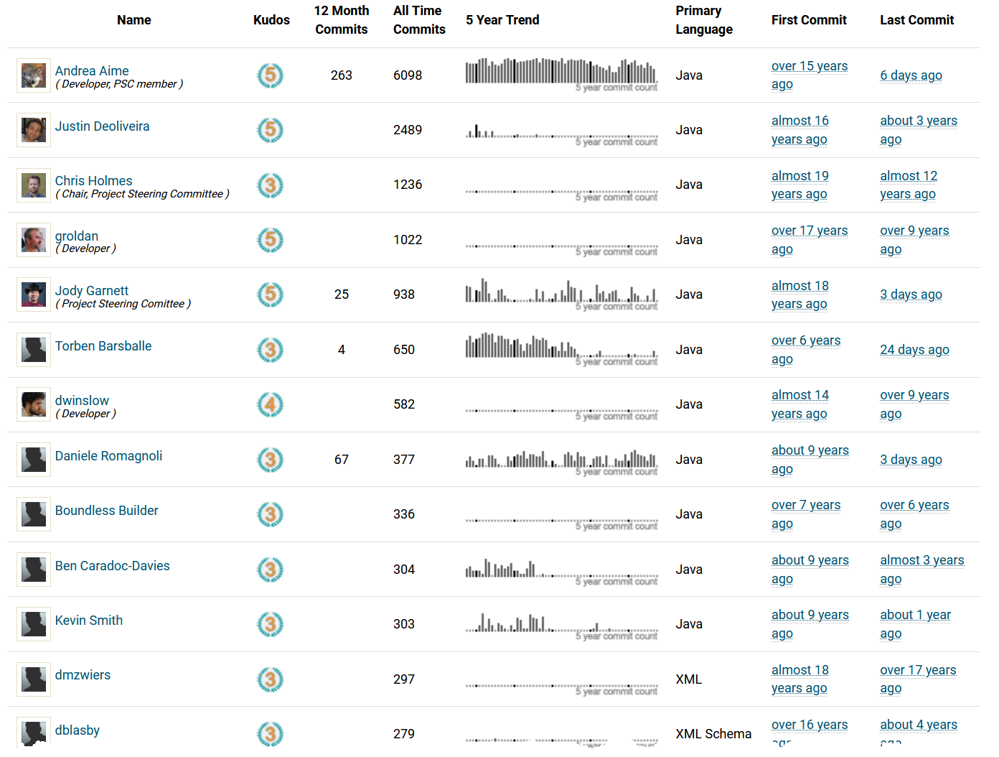 Name Kudos 12 Month Commits All Time Commits 5 Year Trend Primary Language First Commit Last Commit
Andrea Aime
( Developer, PSC member )
5 263 6098 5 year commit count Java over 15 years ago 6 days ago
Justin Deoliveira 5 2489 5 year commit count Java almost 16 years ago about 3 years ago
Chris Holmes
( Chair, Project Steering Committee )
3 1236 5 year commit count Java almost 19 years ago almost 12 years ago
groldan
( Developer )
5 1022 5 year commit count Java over 17 years ago over 9 years ago
Jody Garnett
( Project Steering Comittee )
5 25 938 5 year commit count Java almost 18 years ago 3 days ago
Torben Barsballe 3 4 650 5 year commit count Java over 6 years ago 24 days ago
dwinslow
( Developer )
4 582 5 year commit count Java almost 14 years ago over 9 years ago
Daniele Romagnoli 3 67 377 5 year commit count Java about 9 years ago 3 days ago
Boundless Builder 3 336 5 year commit count Java over 7 years ago over 6 years ago
Ben Caradoc-Davies 3 304 5 year commit count Java about 9 years ago almost 3 years ago
Kevin Smith 3 303 5 year commit count Java about 9 years ago about 1 year ago
dmzwiers 3 297 5 year commit count XML almost 18 years ago over 17 years ago
dblasby 3 279 XML Schema over 16 years about 4 years